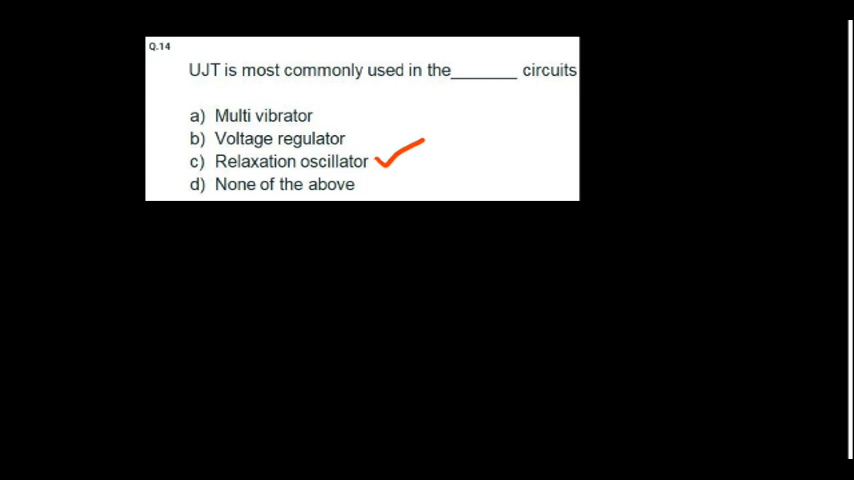 Q.14
UJT is most commonly used in the_______ circuits
a) Multi vibrator
b) Voltage regulator
c) Relaxation oscillator
d) None of the above